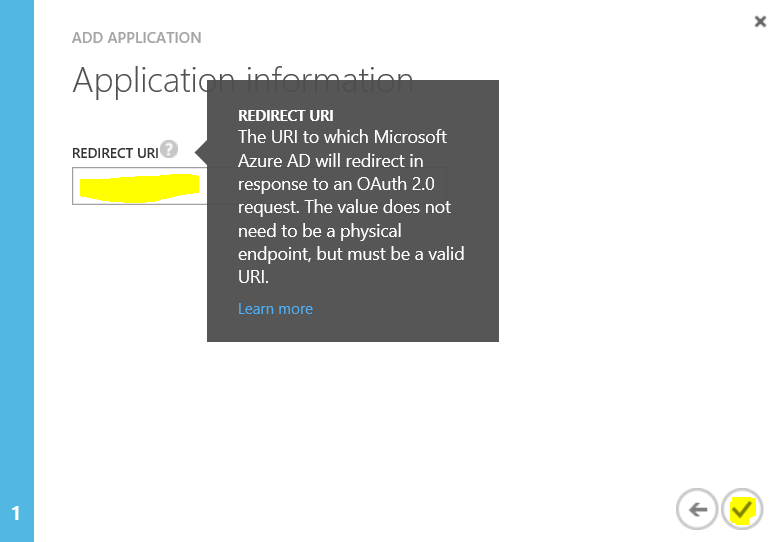 ADD APPLICATION
Application information
REDIRECT URI
REDIRECT URI
The URI to which Microsoft
Azure AD will redirect in
response to an OAuth 2.0
request. The value does not
need to be a physical
endpoint, but must be a valid
URI.
Learn more
1